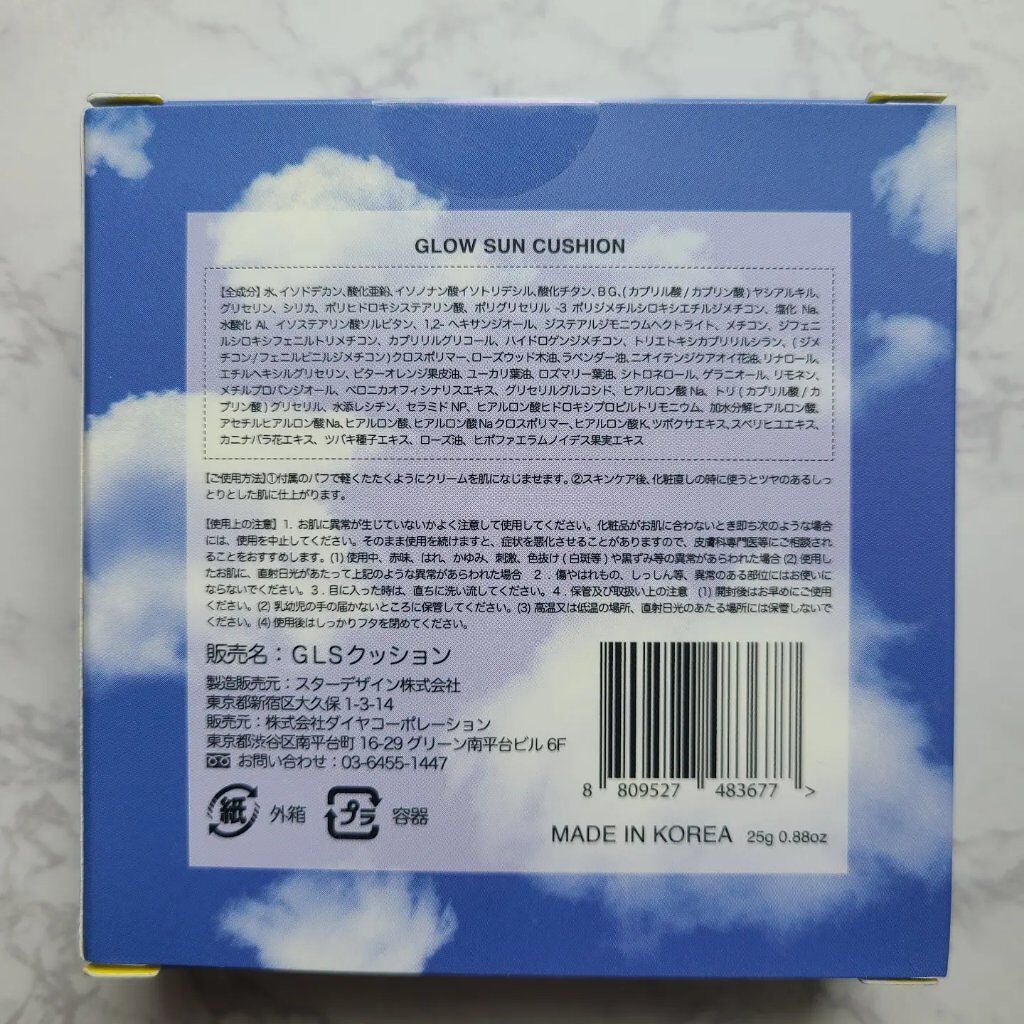 GLOW SUN CUSHION
【全成分】水、イソドデカン、酸化亜鉛、イソノナン酸イソトリデシル、酸化チタン、BG、(カプリル酸/カプリン酸)ヤシアルキル、
グリセリン、シリカ、ポリヒドロキシステアリン酸、ポリグリセリル-3 ポリジメチルシロキシエチルジメチコン、塩化 Na、
水酸化 Al、イソステアリン酸ソルビタン、1,2-ヘキサンジオール、ジステアルジモニウムヘクトライト、メチコン、ジフェニ
ルシロキシフェニルトリメチコン、カプリリルグリコール、ハイドロゲンジメチコン、トリエトキシカプリリルシラン、(ジメ
チコン/フェニルビニルジメチコン)クロスポリマー、ローズウッド木油、ラベンダー油、ニオイテンジクアオイ花油、リナロール、
エチルヘキシルグリセリン、ビターオレンジ果皮油、ユーカリ葉油、ロズマリー葉油、シトロネロール、ゲラニオール、リモネン、
メチルプロパンジオール、ベロニカオフィシナリスエキス、グリセリルグルコシド、ヒアルロン酸 Na、トリ(カプリル酸/カ
プリン酸)グリセリル、水添レシチン、セラミド NP、ヒアルロン酸ヒドロキシプロピルトリモニウム、加水分解ヒアルロン酸、
アセチルヒアルロン酸 Na、ヒアルロン酸、ヒアルロン酸 Na クロスポリマー、ヒアルロン酸 K、ツボクサエキス、スベリヒユエキス、
カニナバラ花エキス、ツバキ種子エキス、ローズ油、ヒポファエラムノイデス果実エキス
【ご使用方法】①付属のパフで軽くたたくようにクリームを肌になじませます。②スキンケア後、化粧直しの時に使うとツヤのあるしっ
とりとした肌に仕上がります。
【使用上の注意】1. お肌に異常が生じていないかよく注意して使用してください。化粧品がお肌に合わないとき即ち次のような場合
には、使用を中止してください。そのまま使用を続けますと、症状を悪化させることがありますので、皮膚科専門医等にご相談され
ることをおすすめします。(1) 使用中、赤味、はれ、かゆみ、刺激、色抜け(白斑等)や黒ずみ等の異常があらわれた場合 (2) 使用し
たお肌に、直射日光があたって上記のような異常があらわれた場合 2. 傷やはれもの、しっしん等、異常のある部位にはお使いに
ならないでください。3. 目に入った時は、直ちに洗い流してください。4. 保管及び取扱い上の注意 (1) 開封後はお早めにご使用
ください。(2) 乳幼児の手の届かないところに保管してください。(3) 高温又は低温の場所、直射日光のあたる場所には保管しないで
ください。(4) 使用後はしっかりフタを閉めてください。
販売名:GLSクッション
製造販売元:スターデザイン株式会社
東京都新宿区大久保 1-3-14
販売元:株式会社ダイヤコーポレーション
東京都渋谷区南平台町 16-29 グリーン南平台ビル 6F
お問い合わせ:03-6455-1447
紙 外箱 プラ 容器
8 809527 483677 >
MADE IN KOREA 25g 0.88oz